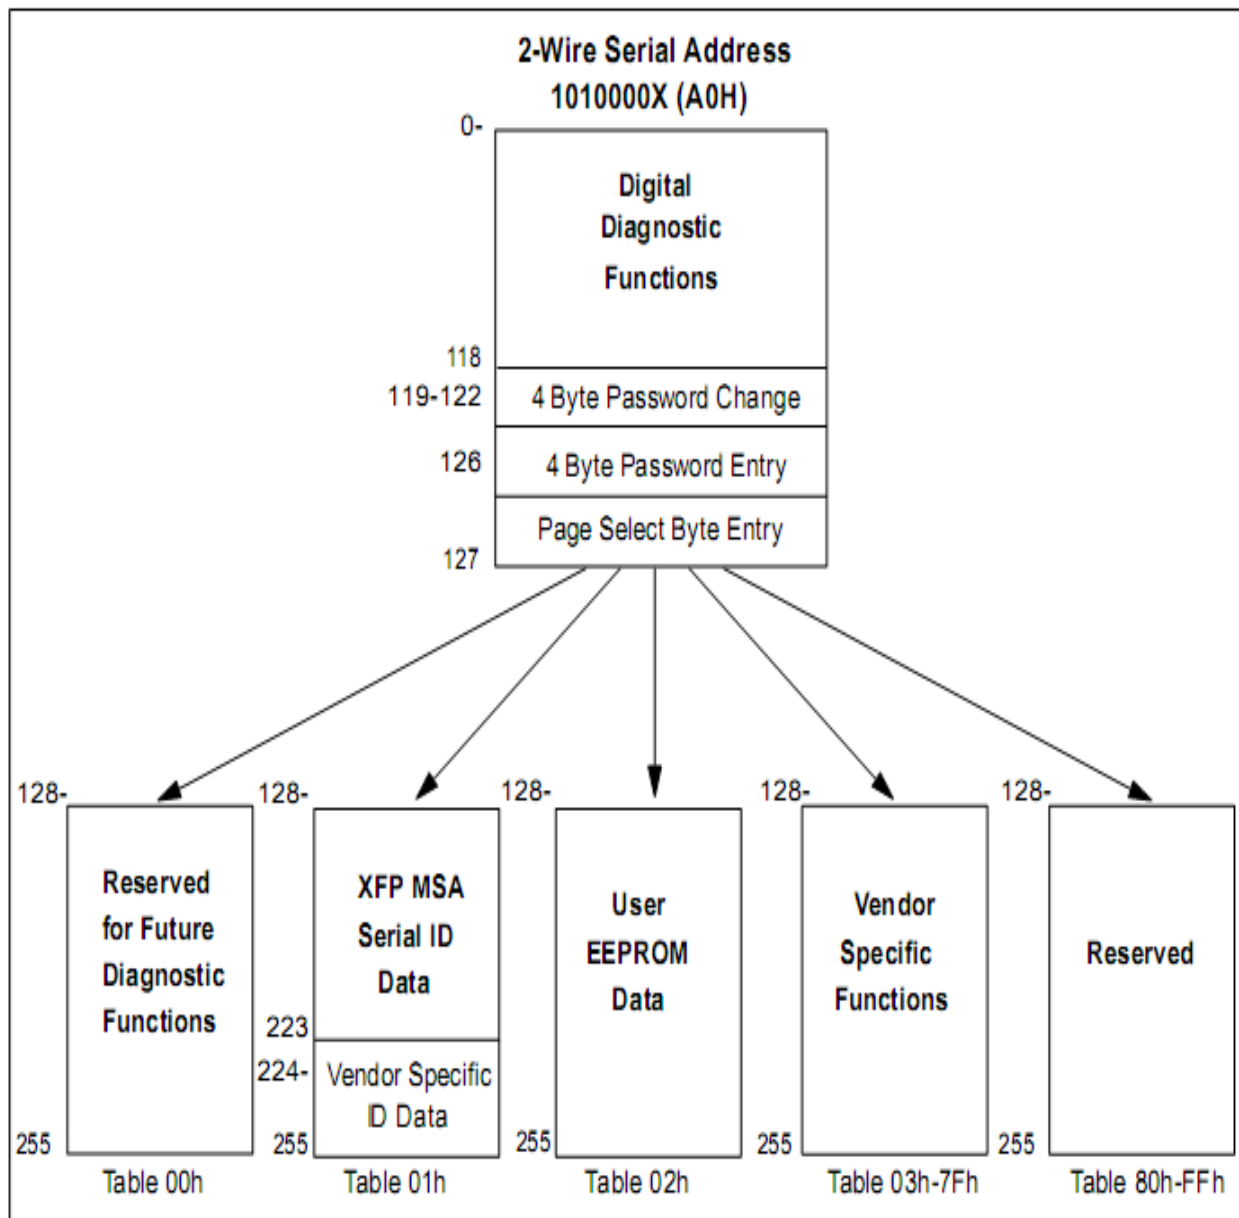 2-Wire Serial Address
1010000X (A0H)
0-
Digital
Diagnostic
Functions
118
119-122
4 Byte Password Change
126
4 Byte Password Entry
Page Select Byte Entry
127
128-
128-
128-
128-
128-
Reserved
for Future
Diagnostic
Functions
255
Table 00h
XFP MSA
Serial ID
Data
223
224-
Vendor Specific
ID Data
255
Table 01h
User
EEPROM
Data
255
Table 02h
Vendor
Specific
Functions
255
Table 03h-7Fh
Reserved
255
Table 80h-FFh